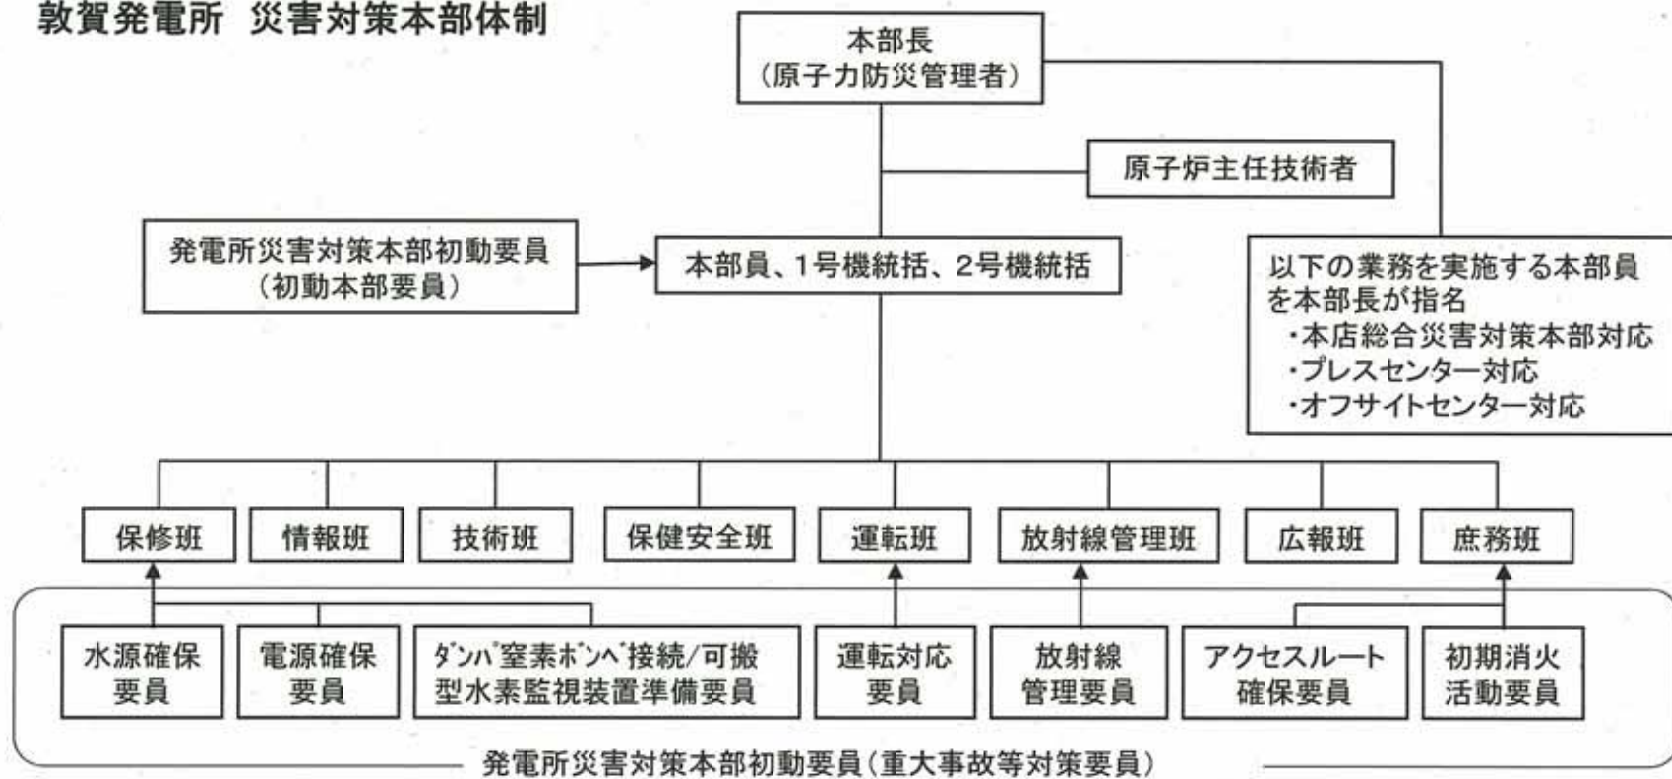 敦賀発電所 災害対策本部体制
本部長
(原子力防災管理者)
原子炉主任技術者
発電所災害対策本部初動要員
(初動本部要員)
本部員、1号機統括、2号機統括
以下の業務を実施する本部員
を本部長が指名
・本店総合災害対策本部対応
・プレスセンター対応
・オフサイトセンター対応
保修班
情報班
技術班
保健安全班
運転班
放射線管理班
広報班
庶務班
水源確保
要員
電源確保
要員
ダンパ窒素ボンベ接続/可搬
型水素監視装置準備要員
運転対応
要員
放射線
管理要員
アクセスルート
確保要員
初期消火
活動要員
発電所災害対策本部初動要員(重大事故等対策要員)